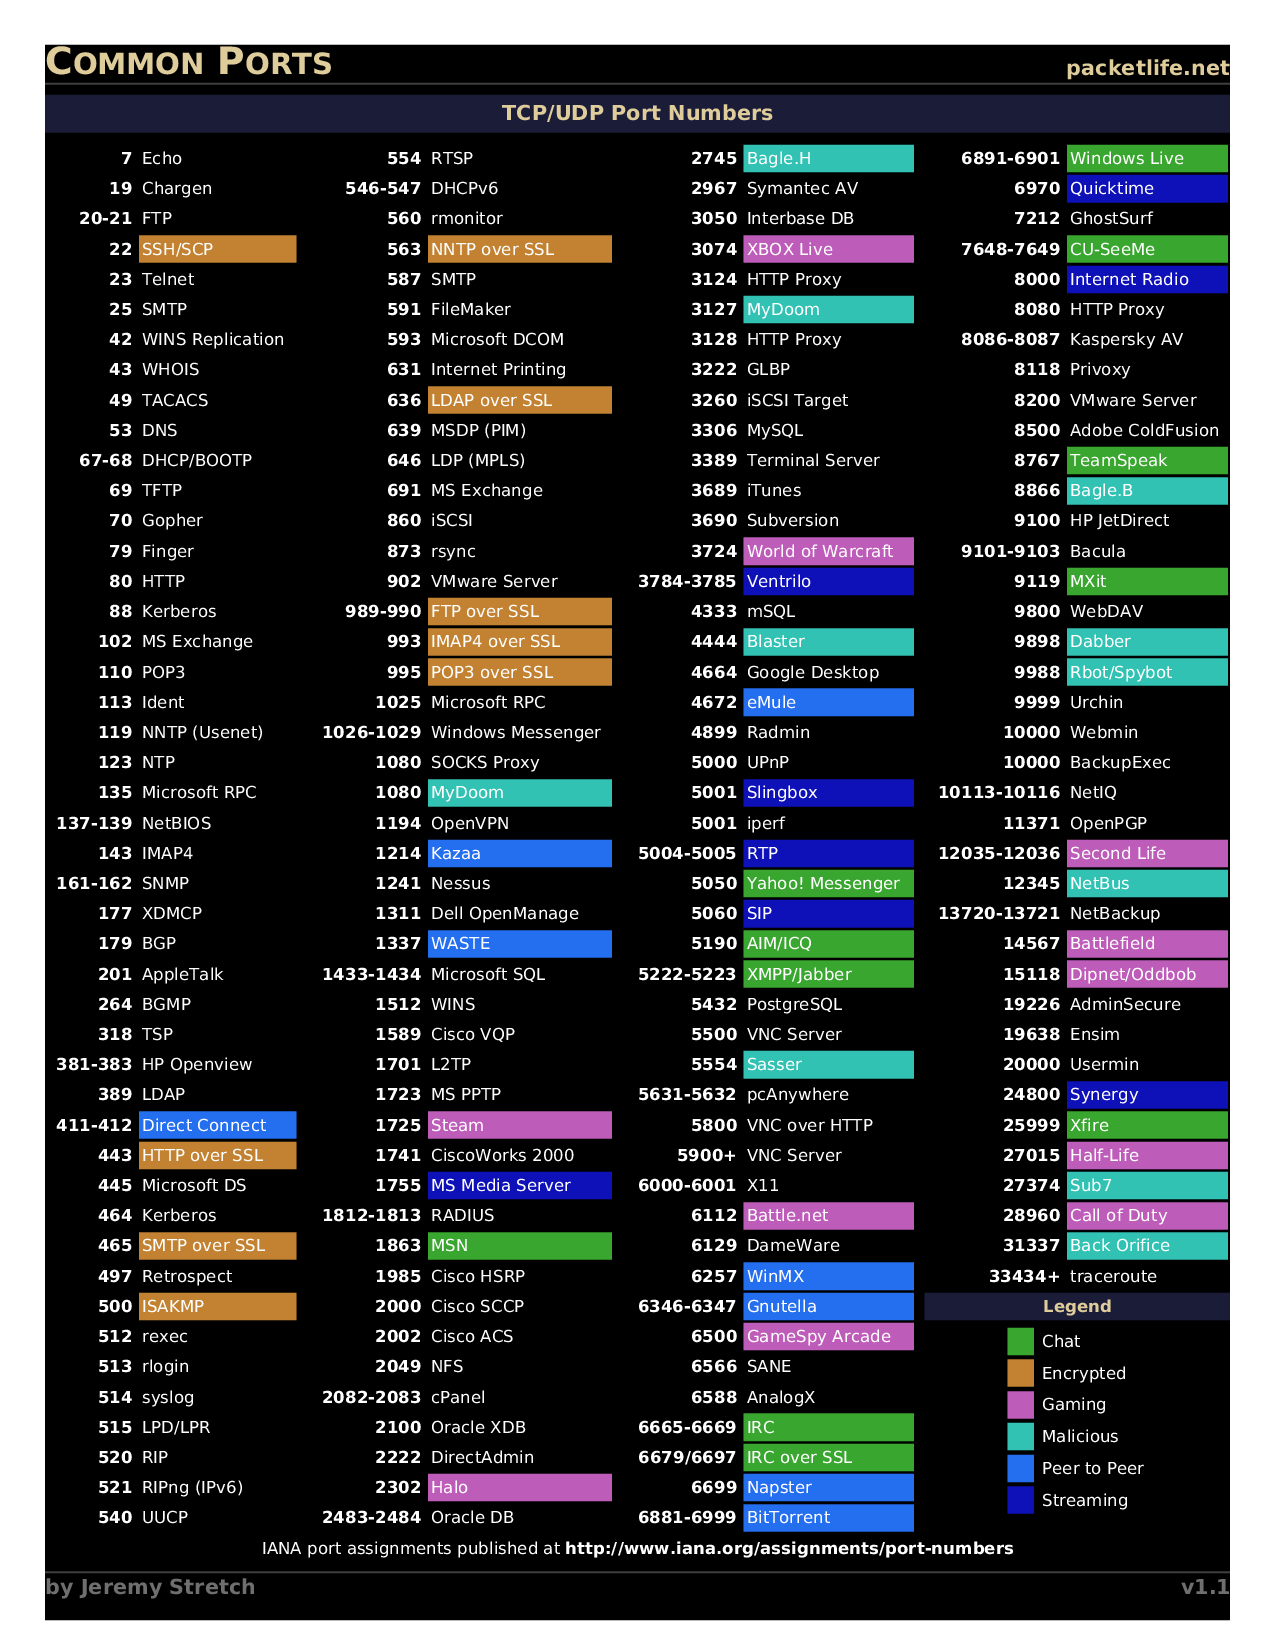 COMMON PORTS
packetlife.net
TCP/UDP Port Numbers
7 Echo
19 Chargen
20-21 FTP
22 SSH/SCP
23 Telnet
25 SMTP
42 WINS Replication
43 WHOIS
49 TACACS
53 DNS
67-68 DHCP/BOOTP
69 TFTP
70 Gopher
79 Finger
80 HTTP
88 Kerberos
102 MS Exchange
110 POP3
113 Ident
119 NNTP (Usenet)
123 NTP
135 Microsoft RPC
137-139 NetBIOS
143 IMAP4
161-162 SNMP
177 XDMCP
179 BGP
201 AppleTalk
264 BGMP
318 TSP
381-383 HP Openview
389 LDAP
411-412 Direct Connect
443 HTTP over SSL
445 Microsoft DS
464 Kerberos
465 SMTP over SSL
497 Retrospect
500 ISAKMP
512 rexec
513 rlogin
514 syslog
515 LPD/LPR
520 RIP
521 RIPng (IPv6)
540 UUCP
554 RTSP
546-547 DHCPv6
560 rmonitor
563 NNTP over SSL
587 SMTP
591 FileMaker
593 Microsoft DCOM
631 Internet Printing
636 LDAP over SSL
639 MSDP (PIM)
646 LDP (MPLS)
691 MS Exchange
860 iSCSI
873 rsync
902 VMware Server
989-990 FTP over SSL
993 IMAP4 over SSL
995 POP3 over SSL
1025 Microsoft RPC
1026-1029 Windows Messenger
1080 SOCKS Proxy
1080 MyDoom
1194 OpenVPN
1214 Kazaa
1241 Nessus
1311 Dell OpenManage
1337 WASTE
1433-1434 Microsoft SQL
1512 WINS
1589 Cisco VQP
1701 L2TP
1723 MS PPTP
1725 Steam
1741 CiscoWorks 2000
1755 MS Media Server
1812-1813 RADIUS
1863 MSN
1985 Cisco HSRP
2000 Cisco SCCP
2002 Cisco ACS
2049 NFS
2082-2083 cPanel
2100 Oracle XDB
2222 DirectAdmin
2302 Halo
2483-2484 Oracle DB
2745 Bagle.H
2967 Symantec AV
3050 Interbase DB
3074 XBOX Live
3124 HTTP Proxy
3127 MyDoom
3128 HTTP Proxy
3222 GLBP
3260 iSCSI Target
3306 MySQL
3389 Terminal Server
3689 iTunes
3690 Subversion
3724 World of Warcraft
3784-3785 Ventrilo
4333 mSQL
4444 Blaster
4664 Google Desktop
4672 eMule
4899 Radmin
5000 UPnP
5001 Slingbox
5001 iperf
5004-5005 RTP
5050 Yahoo! Messenger
5060 SIP
5190 AIM/ICQ
5222-5223 XMPP/Jabber
5432 PostgreSQL
5500 VNC Server
5554 Sasser
5631-5632 pcAnywhere
5800 VNC over HTTP
5900+ VNC Server
6000-6001 X11
6112 Battle.net
6129 DameWare
6257 WinMX
6346-6347 Gnutella
6500 GameSpy Arcade
6566 SANE
6588 AnalogX
6665-6669 IRC
6679/6697 IRC over SSL
6699 Napster
6881-6999 BitTorrent
6891-6901 Windows Live
6970 Quicktime
7212 GhostSurf
7648-7649 CU-SeeMe
8000 Internet Radio
8080 HTTP Proxy
8086-8087 Kaspersky AV
8118 Privoxy
8200 VMware Server
8500 Adobe ColdFusion
8767 TeamSpeak
8866 Bagle.B
9100 HP JetDirect
9101-9103 Bacula
9119 MXit
9800 WebDAV
9898 Dabber
9988 Rbot/Spybot
9999 Urchin
10000 Webmin
10000 BackupExec
10113-10116 NetIQ
11371 OpenPGP
12035-12036 Second Life
12345 NetBus
13720-13721 NetBackup
14567 Battlefield
15118 Dipnet/Oddbob
19226 AdminSecure
19638 Ensim
20000 Usermin
24800 Synergy
25999 Xfire
27015 Half-Life
27374 Sub7
28960 Call of Duty
31337 Back Orifice
33434+ traceroute
Legend
Chat
Encrypted
Gaming
Malicious
Peer to Peer
Streaming
IANA port assignments published at http://www.iana.org/assignments/port-numbers
by Jeremy Stretch
v1.1